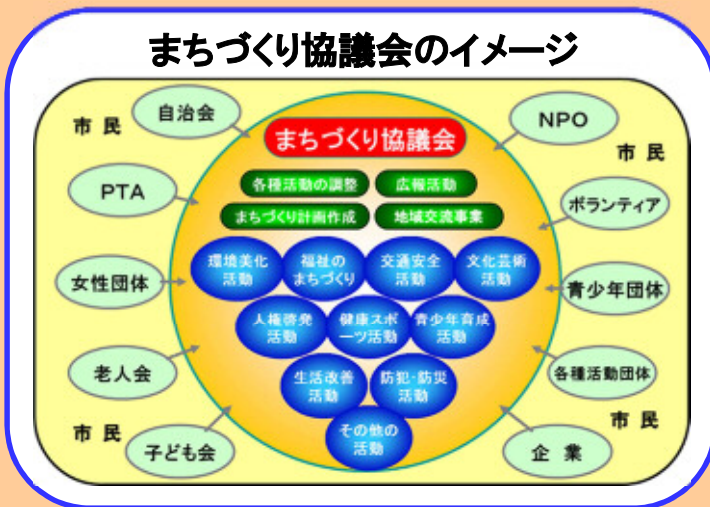 まちづくり協議会のイメージ
市 民
自治会
NPO
市 民
まちづくり協議会
PTA
各種活動の調整
広報活動
まちづくり計画作成
地域交流事業
ボランティア
女性団体
環境美化
活動
福祉の
まちづくり
交通安全
活動
文化芸術
活動
青少年団体
人権啓発
活動
健康スポ
ーツ活動
青少年育成
活動
老人会
生活改善
活動
防犯・防災
活動
各種活動団体
市 民
子ども会
その他の
活動
企 業
市 民